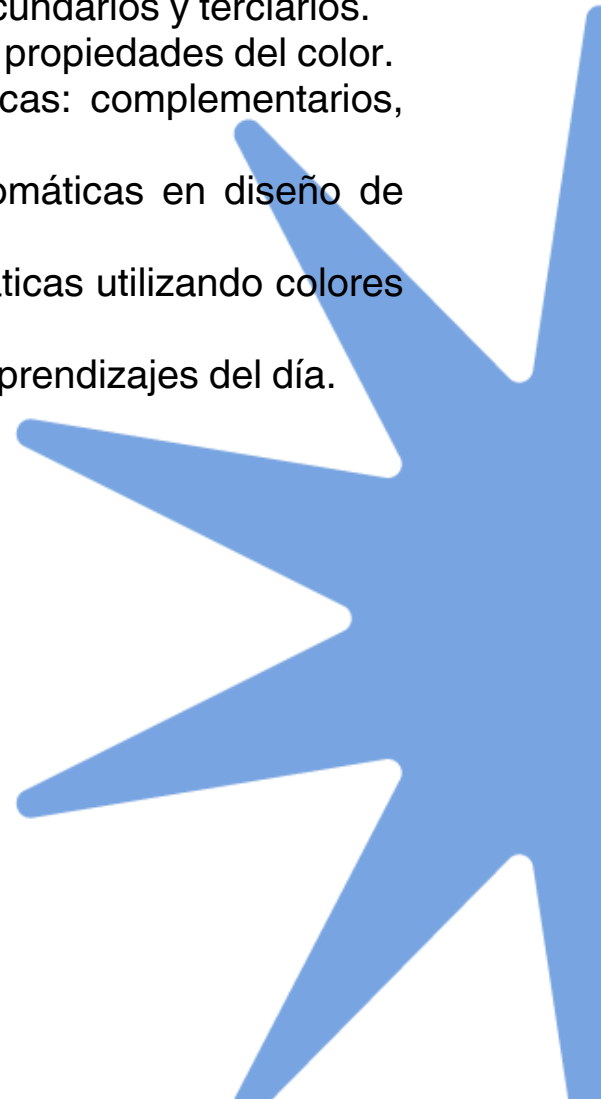 cundarios y terciarios.
propiedades del color.
cas: complementarios,
omáticas en diseño de
ticas utilizando colores
prendizajes del día.